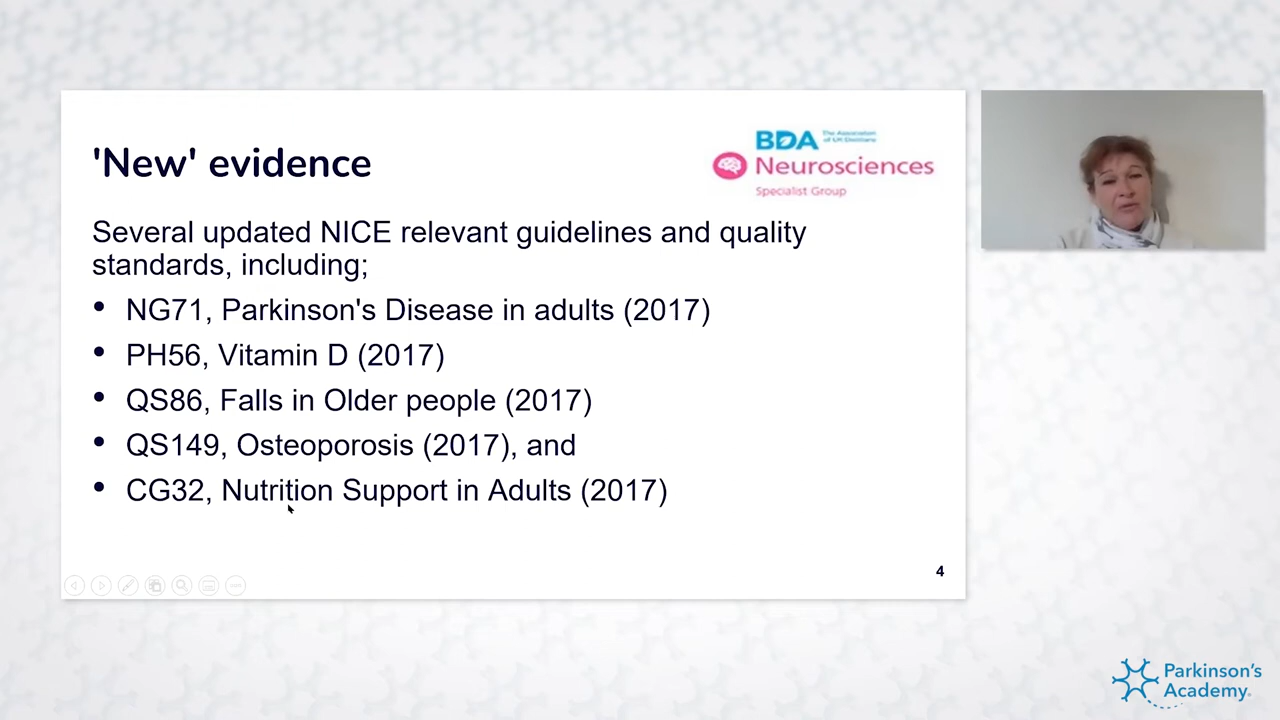 'New' evidence
BDA The Association of UK Dietitians
Neurosciences
Specialist Group
Several updated NICE relevant guidelines and quality
standards, including;
• NG71, Parkinson's Disease in adults (2017)
• PH56, Vitamin D (2017)
• QS86, Falls in Older people (2017)
• QS149, Osteoporosis (2017), and
• CG32, Nutrition Support in Adults (2017)
4
Parkinson's
Academy